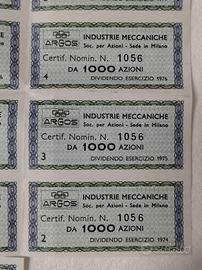 ARGOS
INDUSTRIE MECCANICHE
Soc. per Azioni - Sede in Milano
Certif. Nomin. N. 1056
DA 1000 AZIONI
4
DIVIDENDO ESERCIZIO 1976
ARGOS
INDUSTRIE MECCANICHE
Soc. per Azioni - Sede in Milano
Certif. Nomin. N. 1056
DA 1000 AZIONI
3
DIVIDENDO ESERCIZIO 1975
ARGOS
INDUSTRIE MECCANICHE
Soc. per Azioni - Sede in Milano
Certif. Nomin. N. 1056
DA 1000 AZIONI
2
DIVIDENDO ESERCIZIO 1974